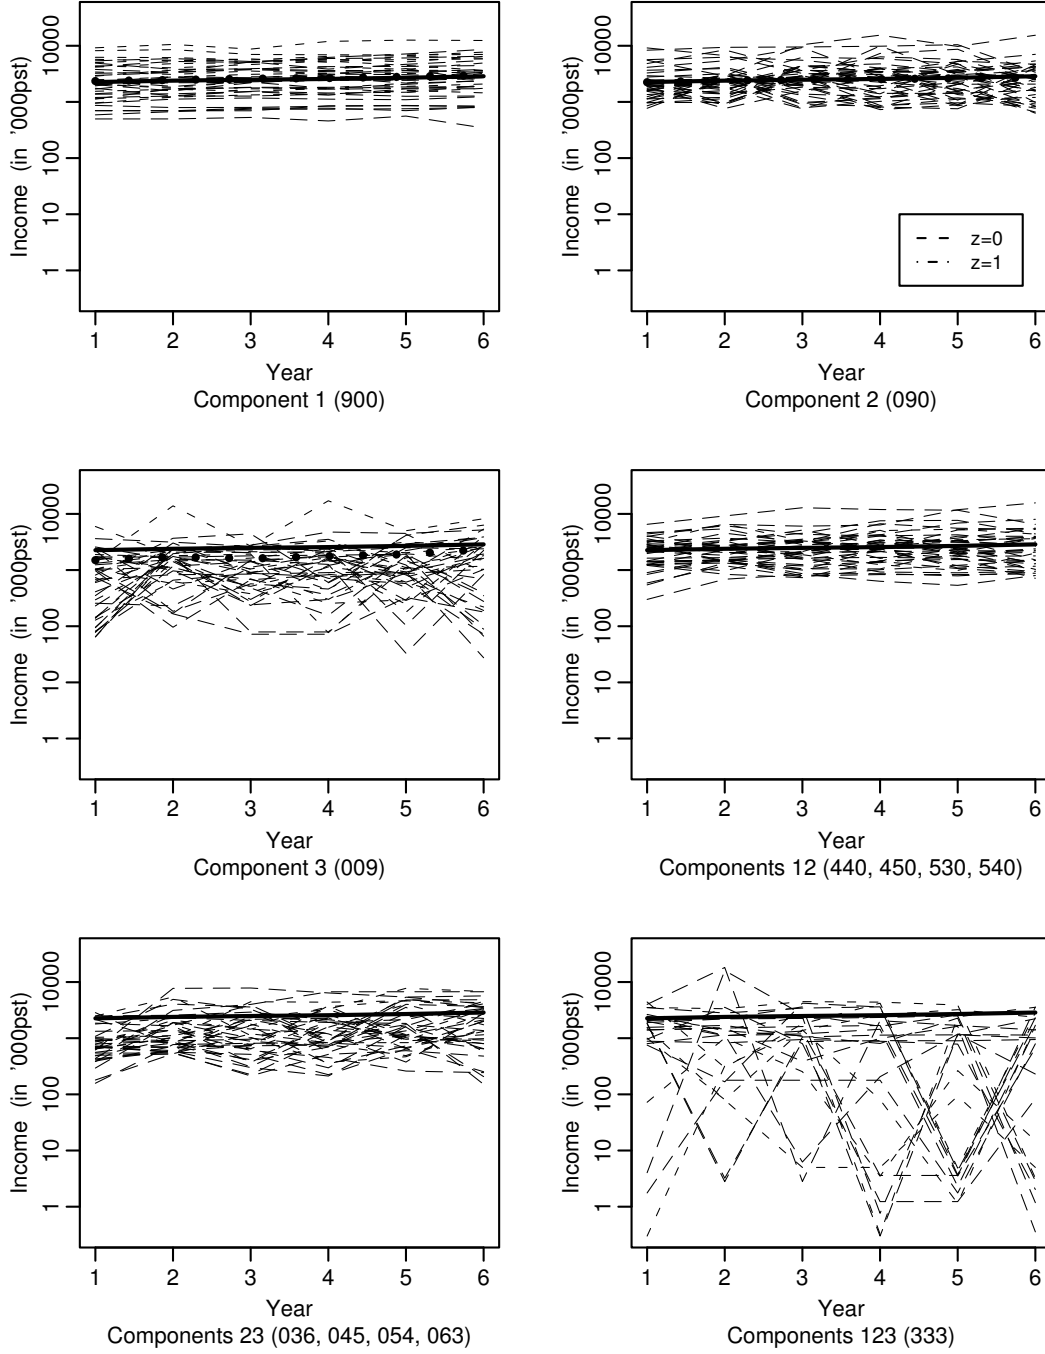 Income (in '000pst)
10000
100
10
1
1 2 3 4 5 6
Year
Component 1 (900)
Income (in '000pst)
10000
100
10
1
z=0
z=1
1 2 3 4 5 6
Year
Component 2 (090)
Income (in '000pst)
10000
100
10
1
1 2 3 4 5 6
Year
Component 3 (009)
Income (in '000pst)
10000
100
10
1
1 2 3 4 5 6
Year
Components 12 (440, 450, 530, 540)
Income (in '000pst)
10000
100
10
1
1 2 3 4 5 6
Year
Components 23 (036, 045, 054, 063)
Income (in '000pst)
10000
100
10
1
1 2 3 4 5 6
Year
Components 123 (333)